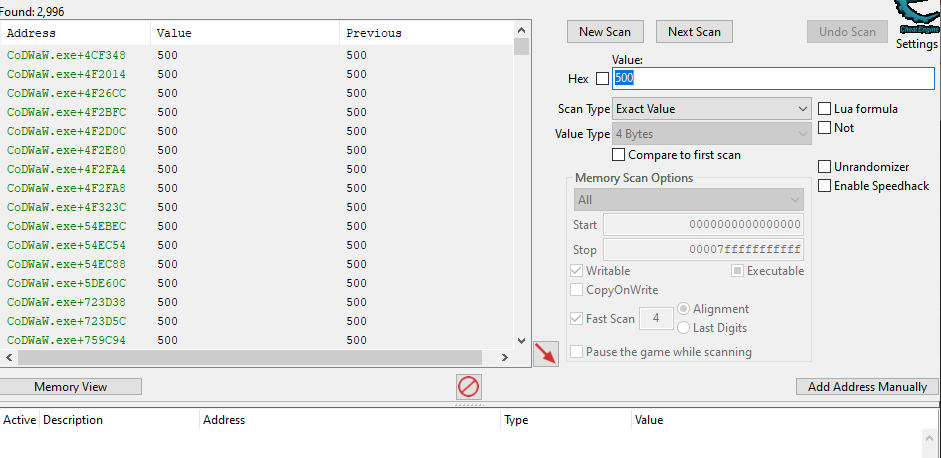 Found: 2,996
Address Value Previous
CoDWaW.exe+4CF348 500 500
CoDWaW.exe+4F2014 500 500
CoDWaW.exe+4F26CC 500 500
CoDWaW.exe+4F2BFC 500 500
CoDWaW.exe+4F2D0C 500 500
CoDWaW.exe+4F2E80 500 500
CoDWaW.exe+4F2FA4 500 500
CoDWaW.exe+4F2FA8 500 500
CoDWaW.exe+4F323C 500 500
CoDWaW.exe+54EBEC 500 500
CoDWaW.exe+54EC54 500 500
CoDWaW.exe+54EC88 500 500
CoDWaW.exe+5DE60C 500 500
CoDWaW.exe+723D38 500 500
CoDWaW.exe+723D5C 500 500
CoDWaW.exe+759C94 500 500
New Scan Next Scan Undo Scan
Cheat Engine
Settings
Value:
Hex 500
Scan Type Exact Value
Lua formula
Value Type 4 Bytes
Not
Compare to first scan
Unrandomizer
Enable Speedhack
Memory Scan Options
All
Start 0000000000000000
Stop 00007fffffffffff
Writable Executable
CopyOnWrite
Fast Scan 4 Alignment
Last Digits
Pause the game while scanning
Memory View Add Address Manually
Active Description Address Type Value